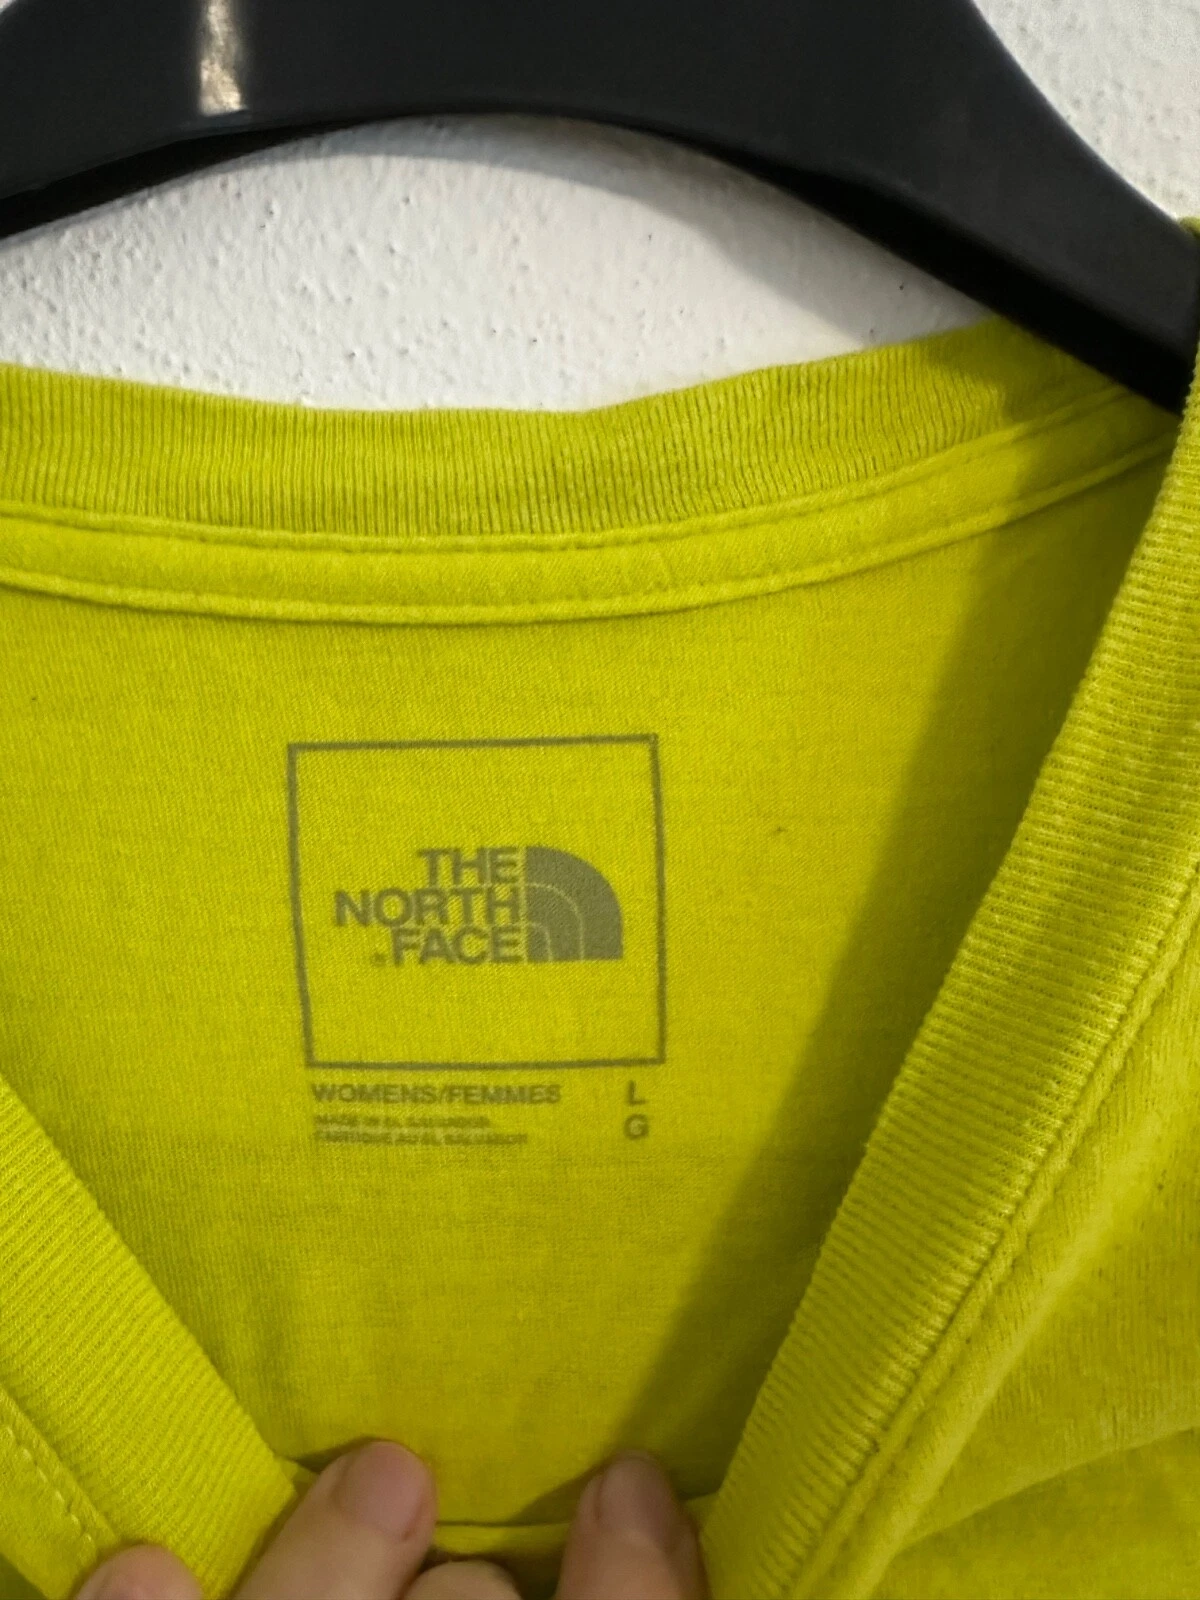 THE
NORTH
FACE
WOMENS/FEMMES L
MADE IN EL SALVADOR G
FABRIQUÉ AU EL SALVADOR